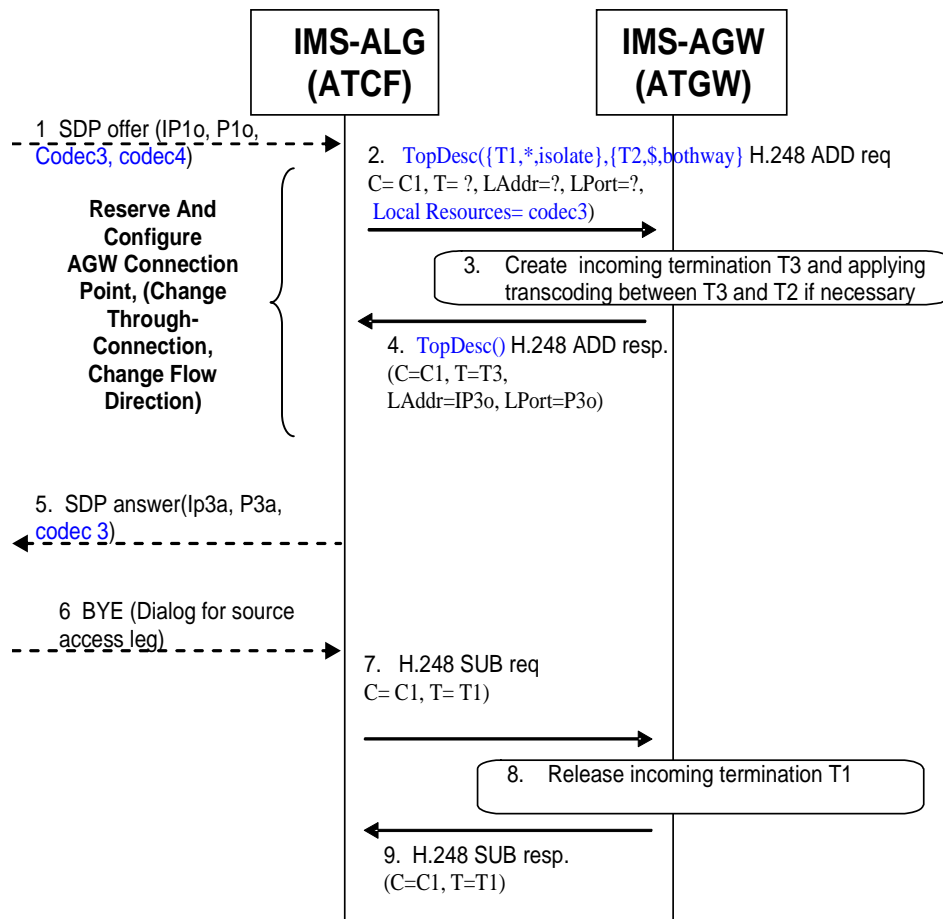 IMS-ALG
(ATCF)
IMS-AGW
(ATGW)
1 SDP offer (IP1o, P1o,
Codec3, codec4)
2. TopDesc({T1,*,isolate},{T2,$,bothway} H.248 ADD req
C= C1, T= ?, LAddr=?, LPort=?,
Local Resources= codec3)
Reserve And
Configure
AGW Connection
Point, (Change
Through-
Connection,
Change Flow
Direction)
3. Create incoming termination T3 and applying
transcoding between T3 and T2 if necessary
4. TopDesc() H.248 ADD resp.
(C=C1, T=T3,
LAddr=IP3o, LPort=P3o)
5. SDP answer(Ip3a, P3a,
codec 3)
6 BYE (Dialog for source
access leg)
7. H.248 SUB req
C= C1, T= T1)
8. Release incoming termination T1
9. H.248 SUB resp.
(C=C1, T=T1)